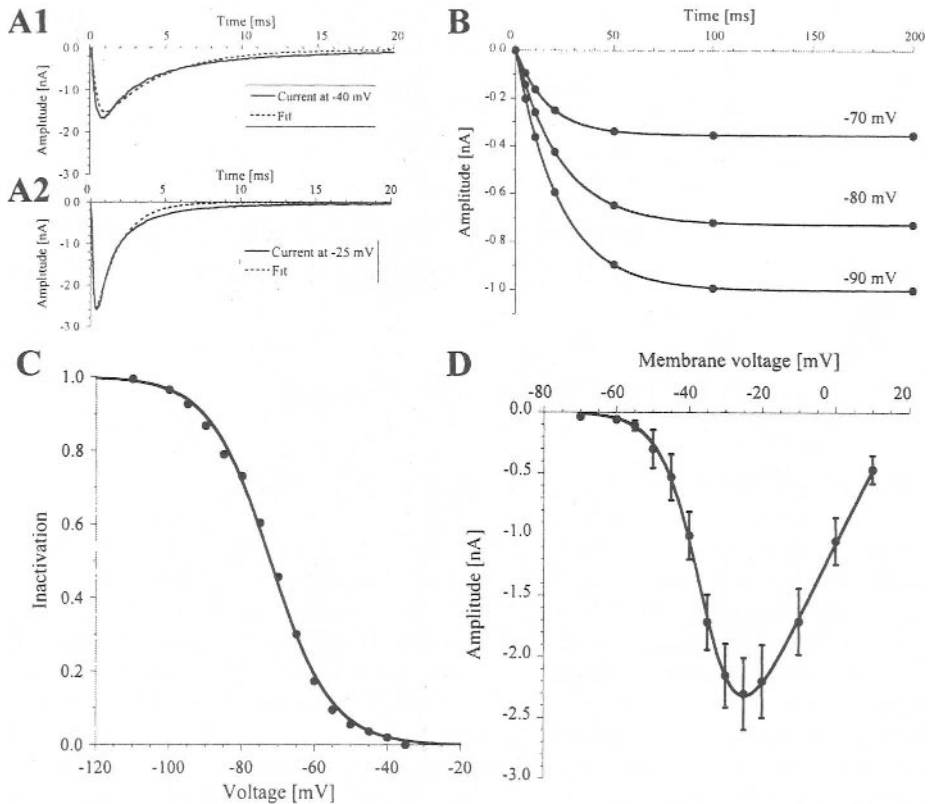 A1
Time [ms]
0 5 10 15 20
0.0
-1.0
-2.0
-3.0
Amplitude [nA]
Current at -40 mV
Fit
A2
Time [ms]
0 5 10 15 20
0.0
-1.0
-2.0
-3.0
Amplitude [nA]
Current at -25 mV
Fit
B
Time [ms]
0 50 100 150 200
0.0
-0.2
-0.4
-0.6
-0.8
-1.0
Amplitude [nA]
-70 mV
-80 mV
-90 mV
C
1.0
0.8
0.6
0.4
0.2
0.0
Inactivation
-120 -100 -80 -60 -40 -20
Voltage [mV]
D
Membrane voltage [mV]
-80 -60 -40 -20 0 20
0.0
-0.5
-1.0
-1.5
-2.0
-2.5
-3.0
Amplitude [nA]